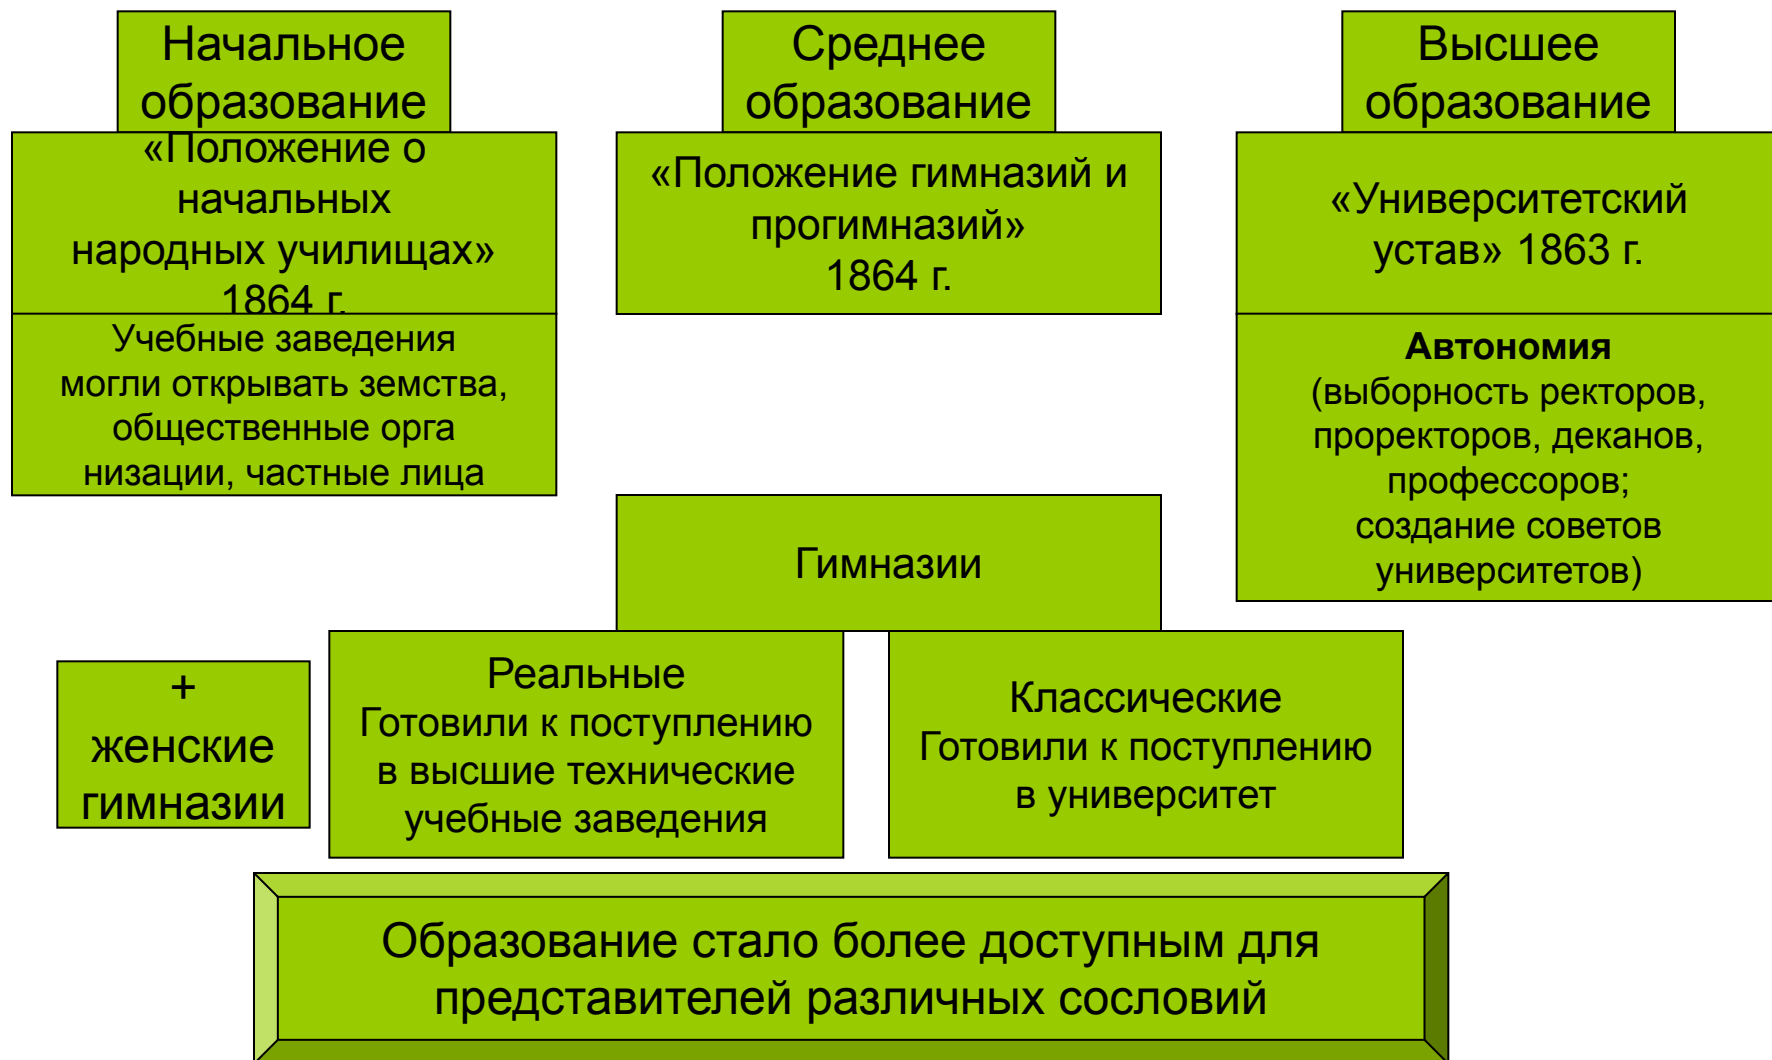 Начальное
образование
«Положение о
начальных
народных училищах»
1864 г.
Учебные заведения
могли открывать земства,
общественные орга
низации, частные лица
Среднее
образование
«Положение гимназий и
прогимназий»
1864 г.
Высшее
образование
«Университетский
устав» 1863 г.
Автономия
(выборность ректоров,
проректоров, деканов,
профессоров;
создание советов
университетов)
Гимназии
+
женские
гимназии
Реальные
Готовили к поступлению
в высшие технические
учебные заведения
Классические
Готовили к поступлению
в университет
Образование стало более доступным для
представителей различных сословий